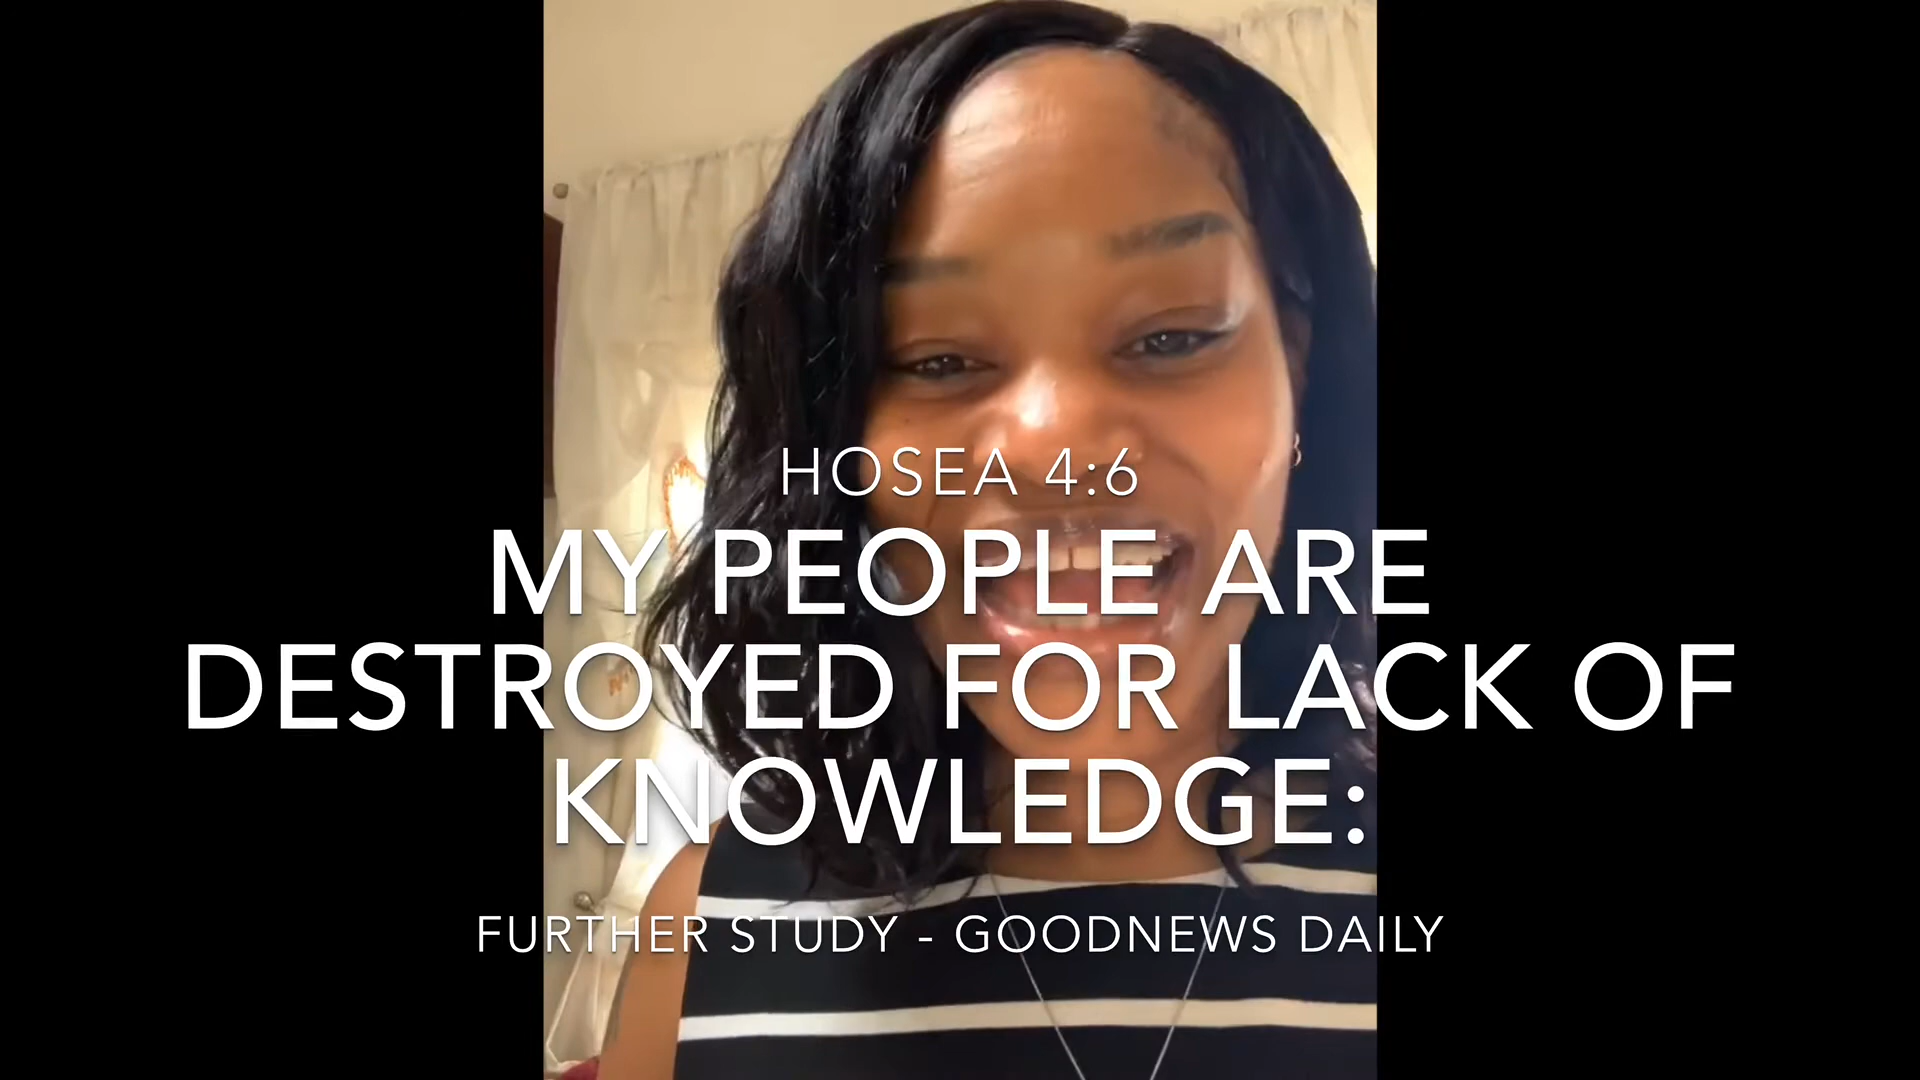 HOSEA 4:6
MY PEOPLE ARE
DESTROYED FOR LACK OF
KNOWLEDGE:
FURTHER STUDY - GOODNEWS DAILY